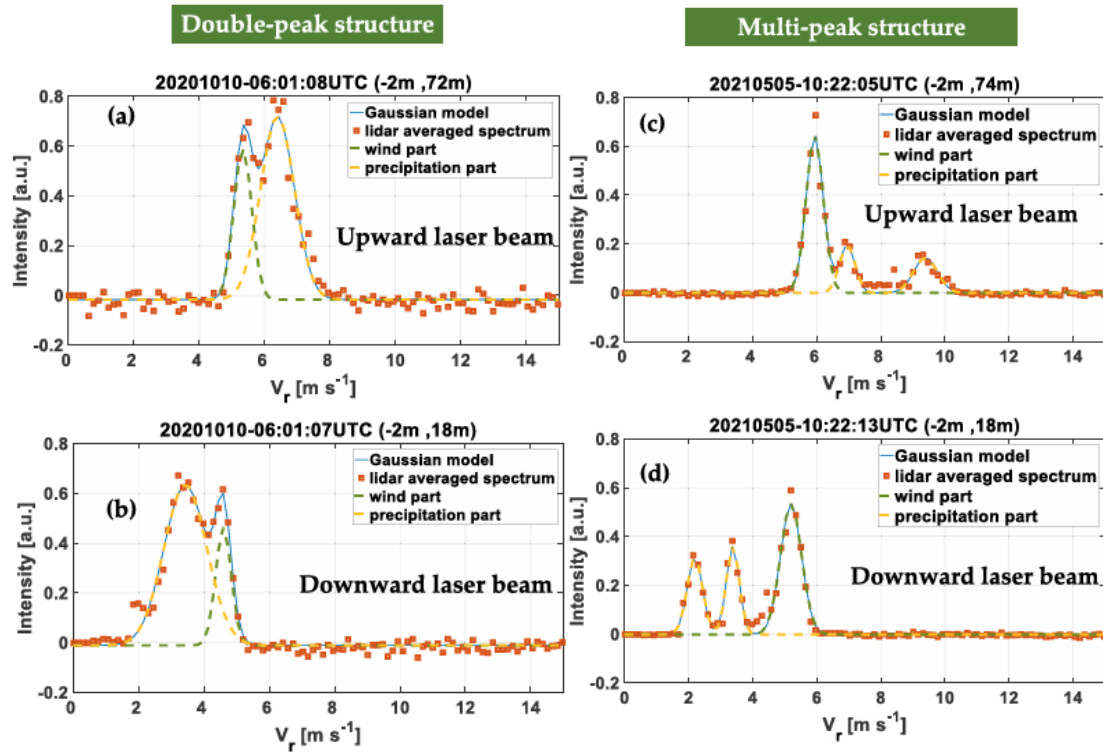 Double-peak structure
Multi-peak structure
20201010-06:01:08UTC (-2m ,72m)
(a)
Gaussian model
lidar averaged spectrum
wind part
precipitation part
Upward laser beam
Intensity [a.u.]
0.8
0.6
0.4
0.2
0
-0.2
0 2 4 6 8 10 12 14
V_r [m s⁻¹]
20210505-10:22:05UTC (-2m ,74m)
(c)
Gaussian model
lidar averaged spectrum
wind part
precipitation part
Upward laser beam
Intensity [a.u.]
0.8
0.6
0.4
0.2
0
-0.2
0 2 4 6 8 10 12 14
V_r [m s⁻¹]
20201010-06:01:07UTC (-2m ,18m)
(b)
Gaussian model
lidar averaged spectrum
wind part
precipitation part
Downward laser beam
Intensity [a.u.]
0.8
0.6
0.4
0.2
0
-0.2
0 2 4 6 8 10 12 14
V_r [m s⁻¹]
20210505-10:22:13UTC (-2m ,18m)
(d)
Gaussian model
lidar averaged spectrum
wind part
precipitation part
Downward laser beam
Intensity [a.u.]
0.8
0.6
0.4
0.2
0
-0.2
0 2 4 6 8 10 12 14
V_r [m s⁻¹]